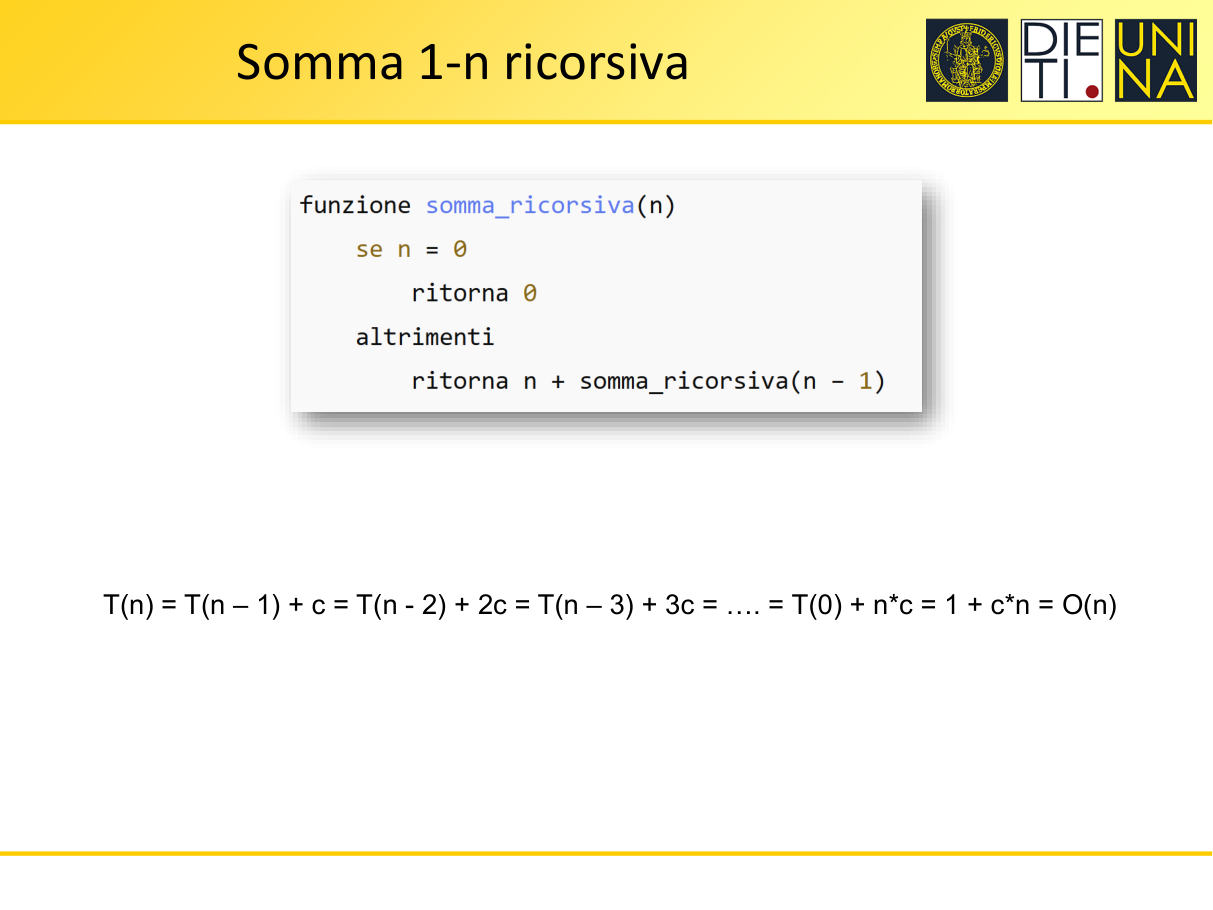 Somma 1-n ricorsiva
DIE
TI.
UNI
NA
funzione somma_ricorsiva(n)
se n = 0
ritorna 0
altrimenti
ritorna n + somma_ricorsiva(n – 1)
T(n) = T(n – 1) + c = T(n - 2) + 2c = T(n – 3) + 3c = …. = T(0) + n*c = 1 + c*n = O(n)